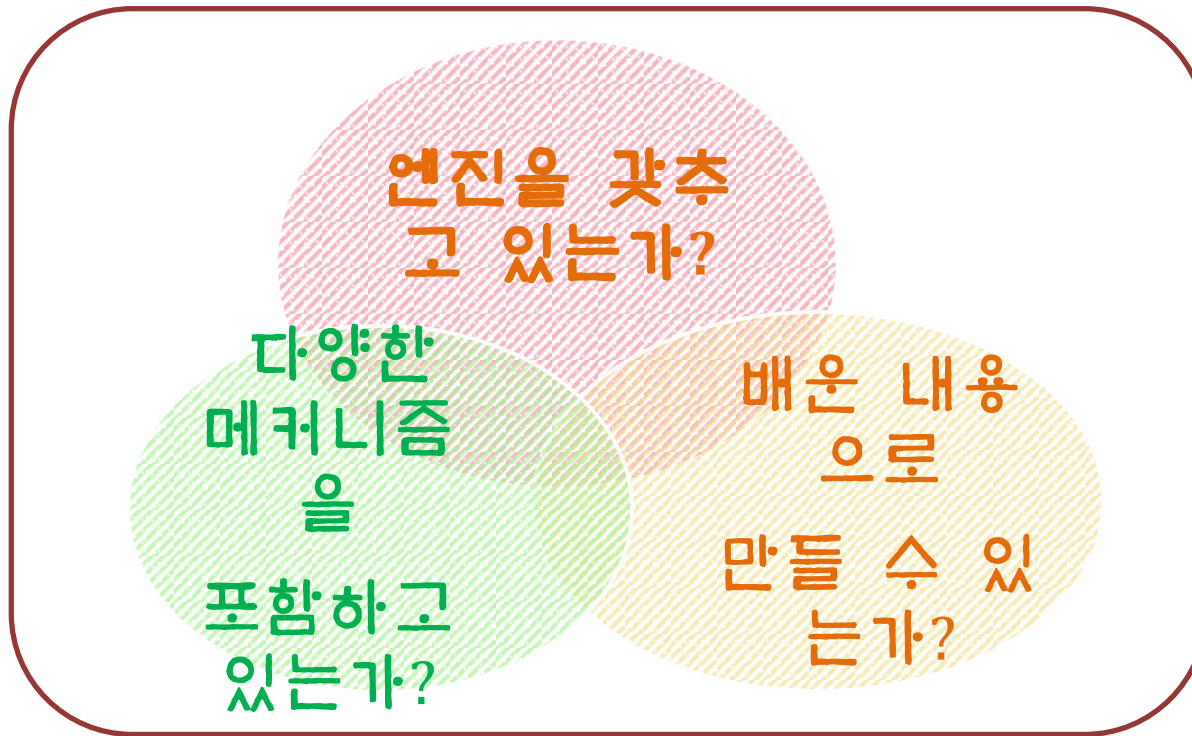 엔진을 갖추
고 있는가?
다양한
메커니즘
을
포함하고
있는가?
배운 내용
으로
만들 수 있
는가?